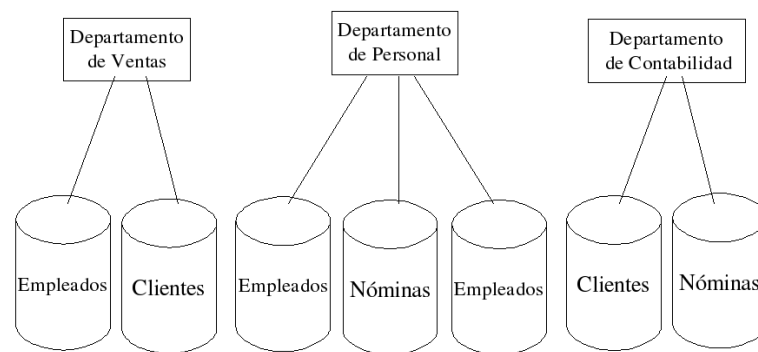 Departamento
de Ventas
Departamento
de Personal
Departamento
de Contabilidad
Empleados
Clientes
Empleados
Nóminas
Empleados
Clientes
Nóminas